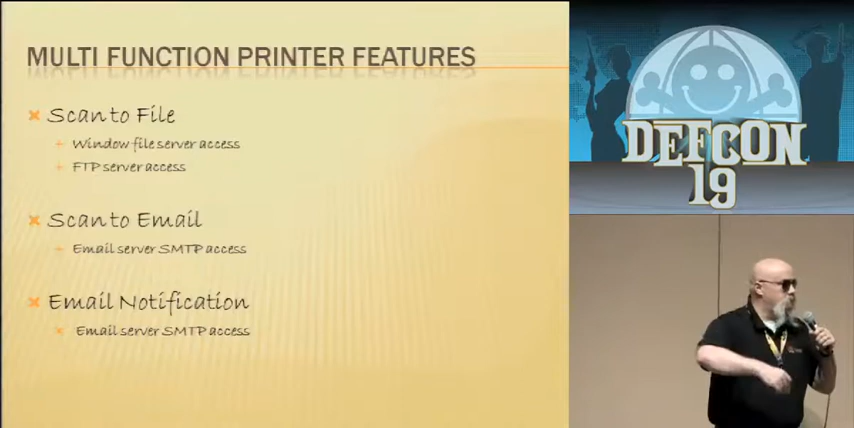 MULTI FUNCTION PRINTER FEATURES
Scan to File
Window file server access
FTP server access
Scan to Email
Email server SMTP access
Email Notification
Email server SMTP access
DEFCON
19